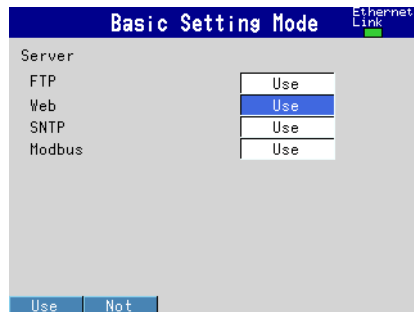 Basic Setting Mode
Ethernet
Link
Server
FTP Use
Web Use
SNTP Use
Modbus Use
Use Not